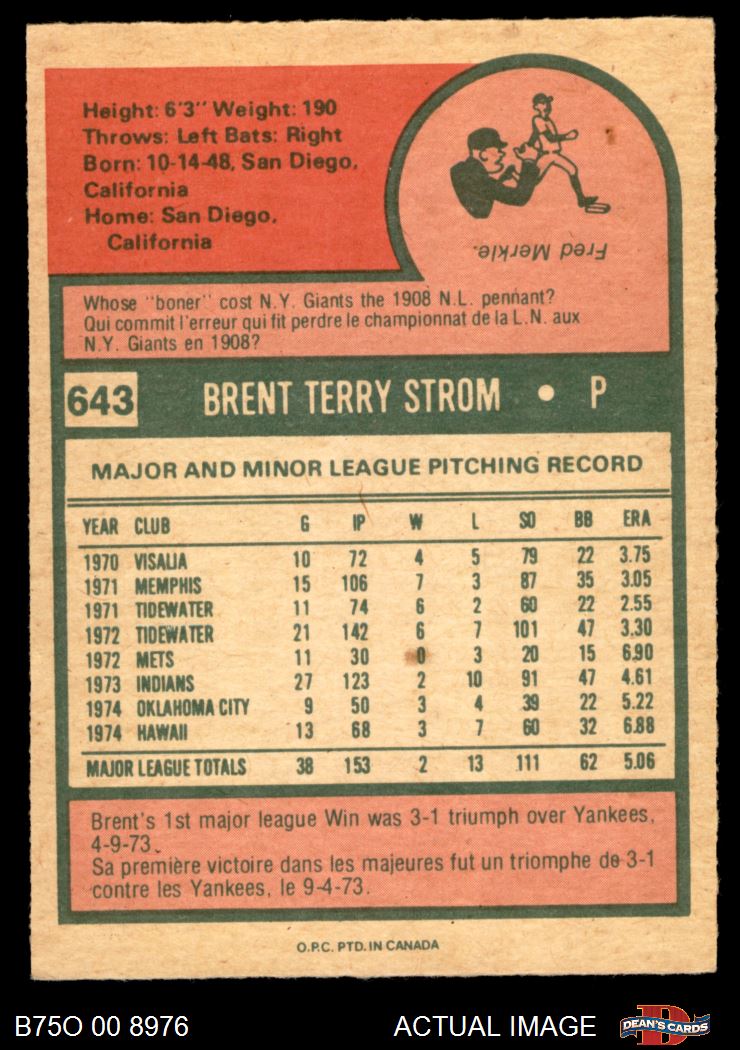 Height: 6'3" Weight: 190
Throws: Left Bats: Right
Born: 10-14-48, San Diego,
California
Home: San Diego,
California
Fred Merkle.
Whose "boner" cost N.Y. Giants the 1908 N.L. pennant?
Qui commit l'erreur qui fit perdre le championnat de la L.N. aux
N.Y. Giants en 1908?
643 BRENT TERRY STROM • P
MAJOR AND MINOR LEAGUE PITCHING RECORD
YEAR CLUB G IP W L SO BB ERA
1970 VISALIA 10 72 4 5 79 22 3.75
1971 MEMPHIS 15 106 7 3 87 35 3.05
1971 TIDEWATER 11 74 6 2 60 22 2.55
1972 TIDEWATER 21 142 6 7 101 47 3.30
1972 METS 11 30 0 3 20 15 6.90
1973 INDIANS 27 123 2 10 91 47 4.61
1974 OKLAHOMA CITY 9 50 3 4 39 22 5.22
1974 HAWAII 13 68 3 7 60 32 6.88
MAJOR LEAGUE TOTALS 38 153 2 13 111 62 5.06
Brent's 1st major league Win was 3-1 triumph over Yankees,
4-9-73.
Sa première victoire dans les majeures fut un triomphe de 3-1
contre les Yankees, le 9-4-73.
O.P.C. PTD. IN CANADA
B75O 00 8976 ACTUAL IMAGE D DEAN'S CARDS